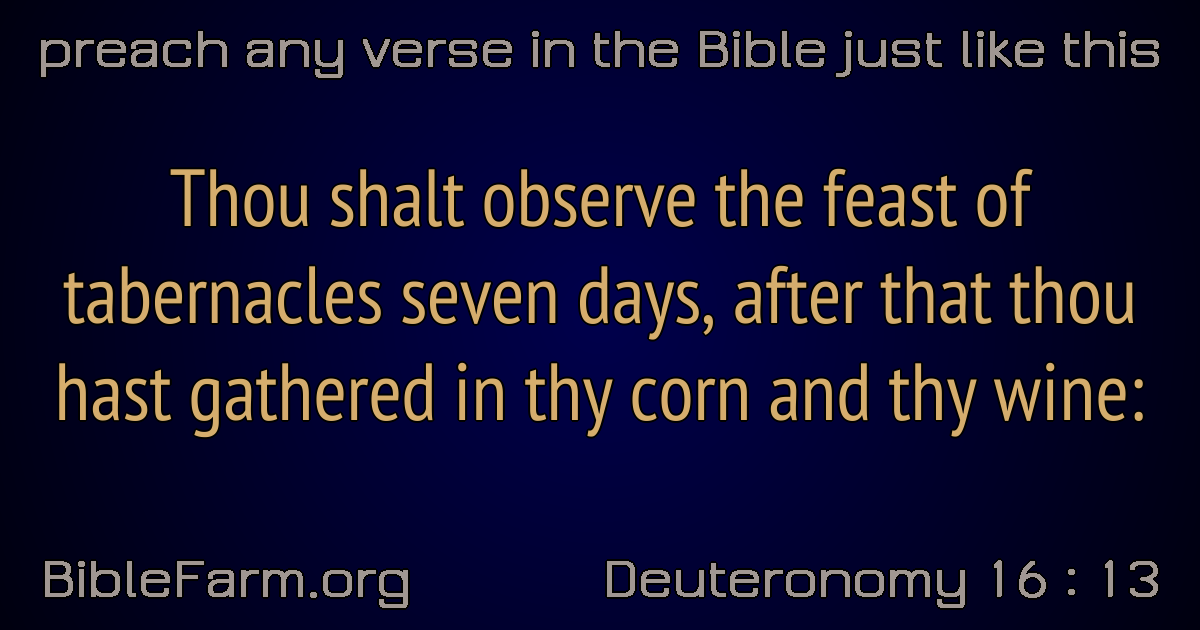 preach any verse in the Bible just like this
Thou shalt observe the feast of
tabernacles seven days, after that thou
hast gathered in thy corn and thy wine:
BibleFarm.org
Deuteronomy 16 : 13